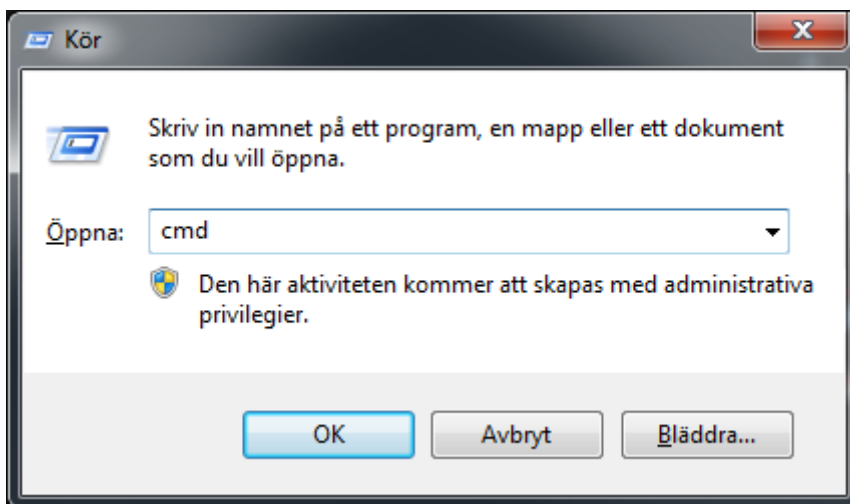 Kör
Skriv in namnet på ett program, en mapp eller ett dokument
som du vill öppna.
Öppna: cmd
Den här aktiviteten kommer att skapas med administrativa
privilegier.
OK Avbryt Bläddra...